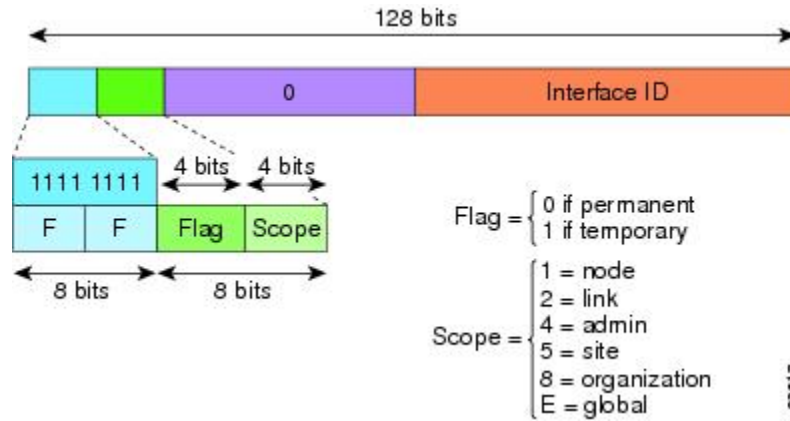 128 bits
0 Interface ID
1111 1111
4 bits 4 bits
F F Flag Scope
8 bits 8 bits
Flag = 0 if permanent
1 if temporary
Scope = 1 = node
2 = link
4 = admin
5 = site
8 = organization
E = global